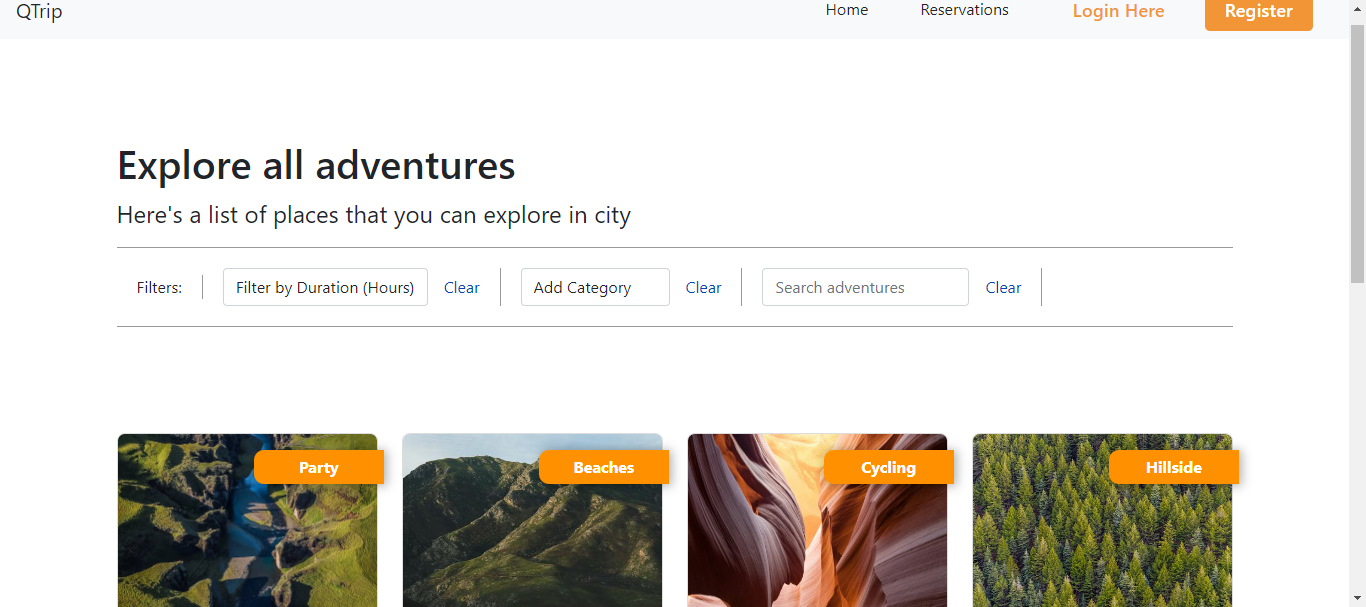 QTrip
Home Reservations Login Here Register
Explore all adventures
Here's a list of places that you can explore in city
Filters: Filter by Duration (Hours) Clear Add Category Clear Search adventures Clear
Party Beaches Cycling Hillside